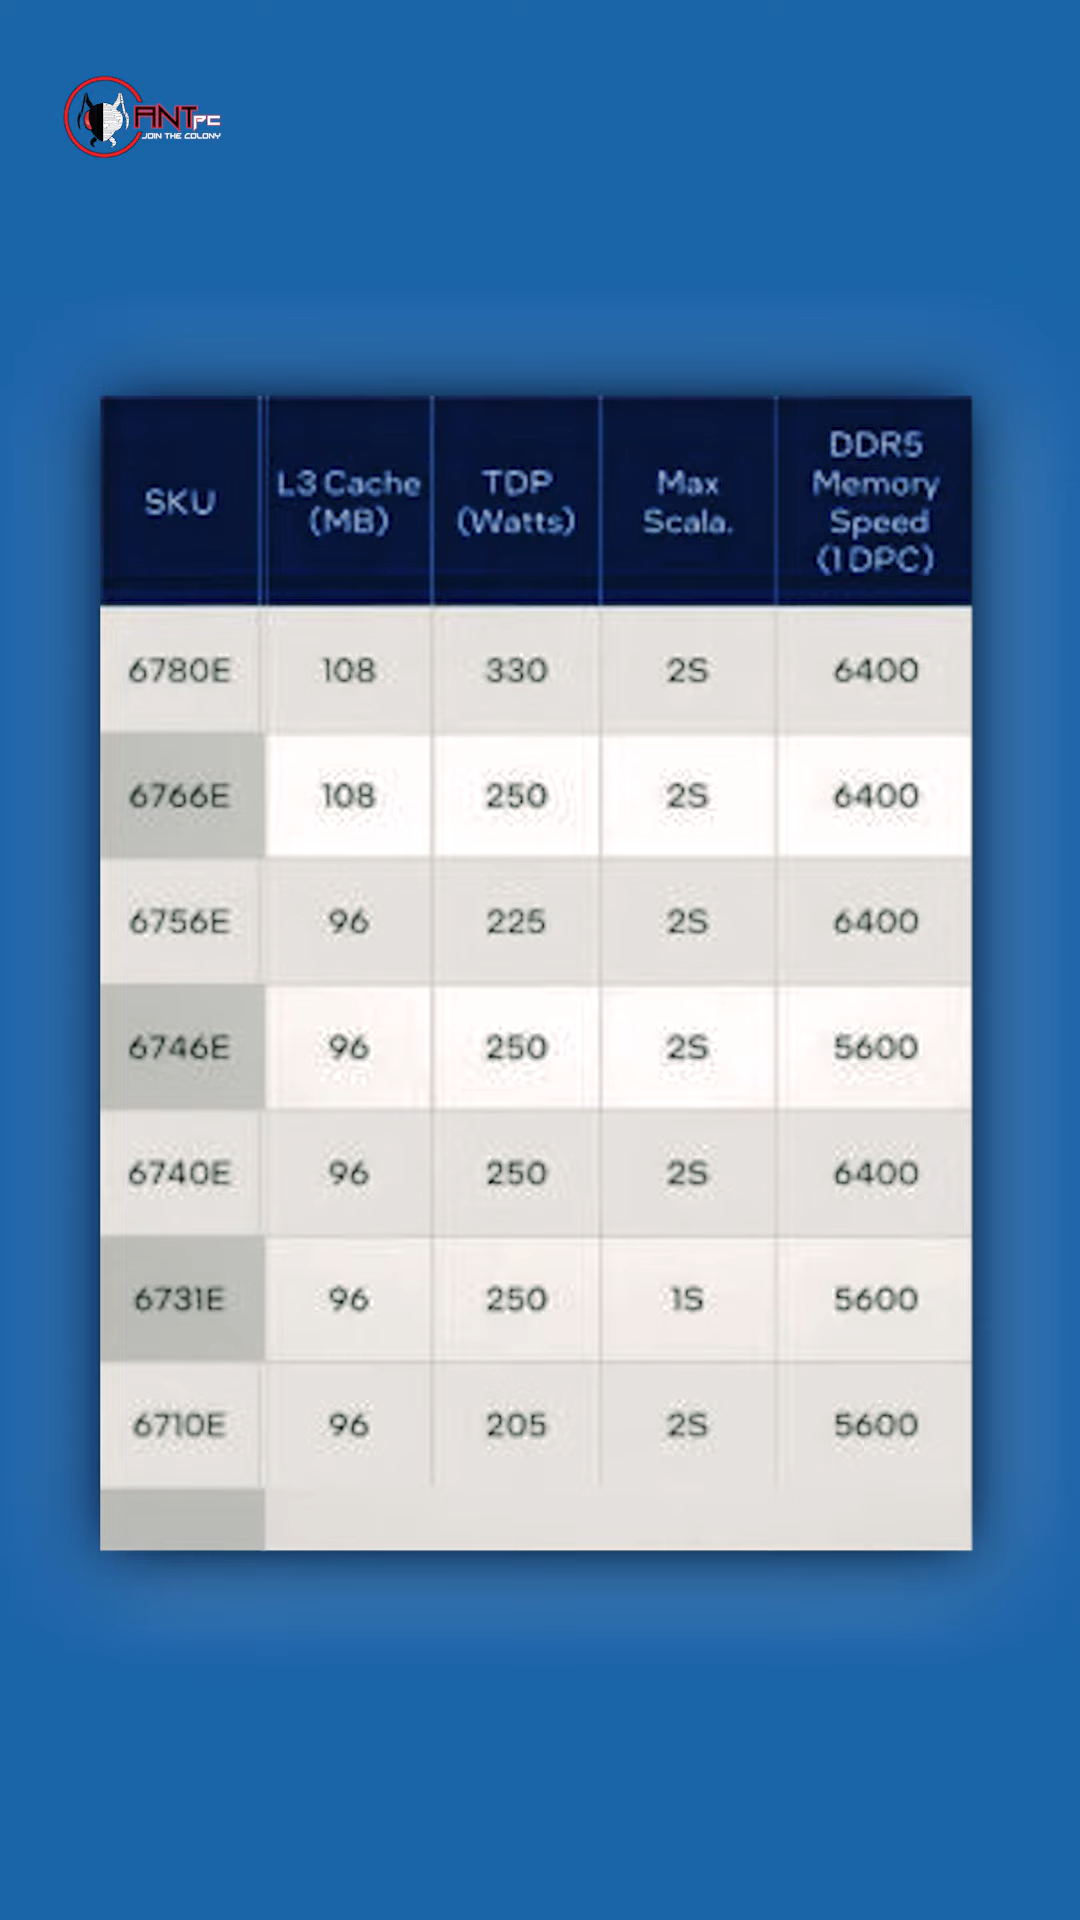 ANTPC
JOIN THE COLONY
SKU L3 Cache (MB) TDP (Watts) Max Scala. DDR5 Memory Speed (1 DPC)
6780E 108 330 2S 6400
6766E 108 250 2S 6400
6756E 96 225 2S 6400
6746E 96 250 2S 5600
6740E 96 250 2S 6400
6731E 96 250 1S 5600
6710E 96 205 2S 5600